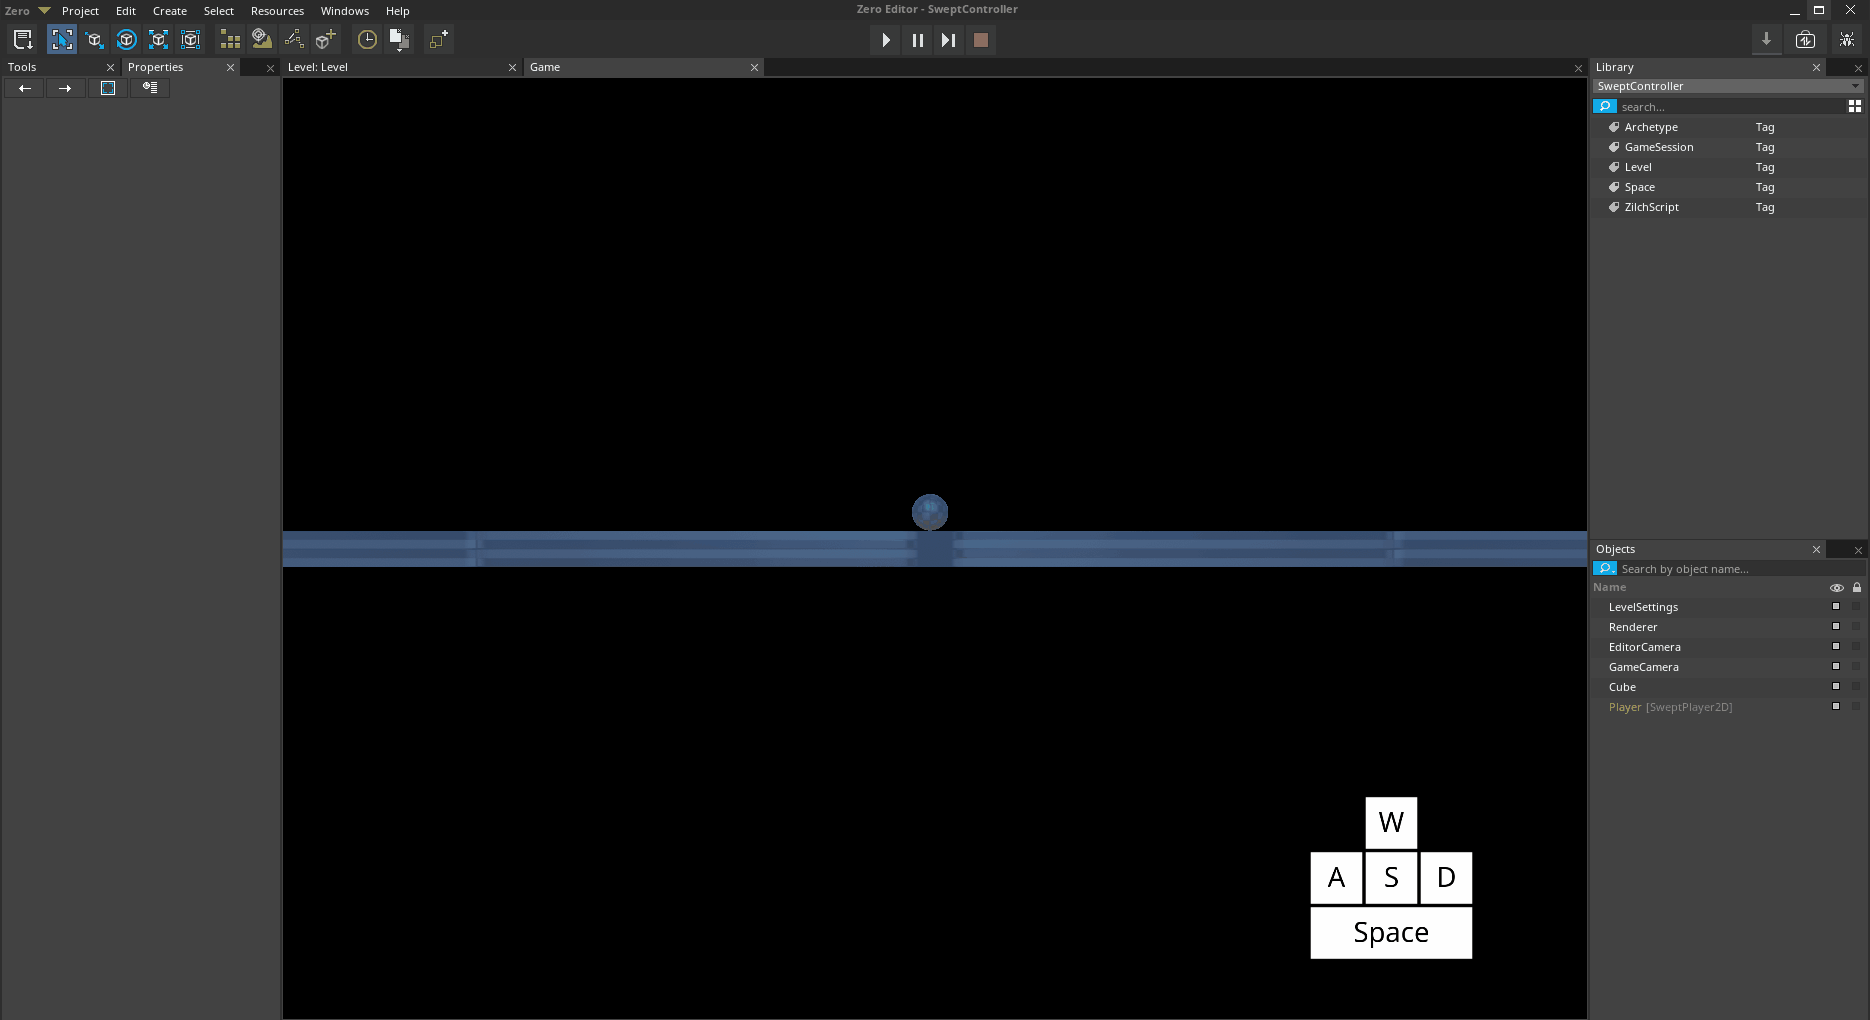 Zero Project Edit Create Select Resources Windows Help
Zero Editor - SweptController
Tools
Properties
Level: Level
Game
Library
SweptController
search...
Archetype Tag
GameSession Tag
Level Tag
Space Tag
ZilchScript Tag
Objects
Search by object name...
Name
LevelSettings
Renderer
EditorCamera
GameCamera
Cube
Player [SweptPlayer2D]
W
A S D
Space